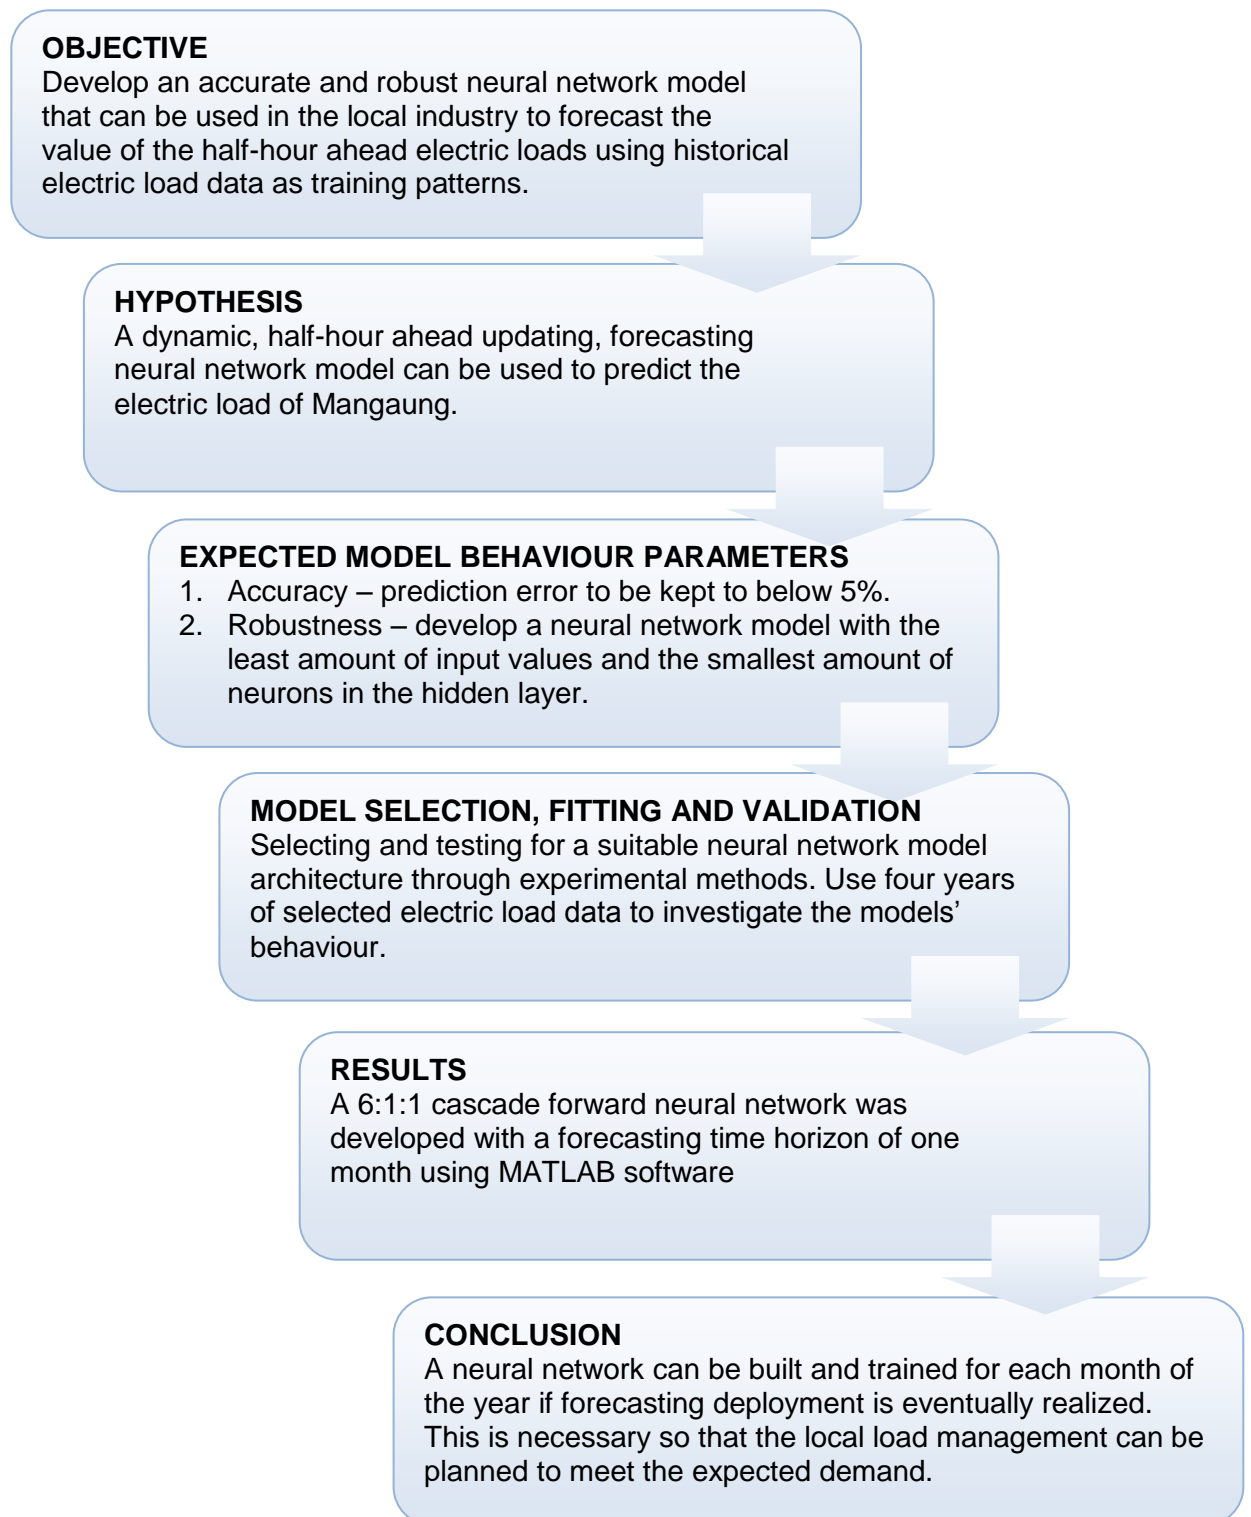 OBJECTIVE
Develop an accurate and robust neural network model
that can be used in the local industry to forecast the
value of the half-hour ahead electric loads using historical
electric load data as training patterns.
HYPOTHESIS
A dynamic, half-hour ahead updating, forecasting
neural network model can be used to predict the
electric load of Mangaung.
EXPECTED MODEL BEHAVIOUR PARAMETERS
1. Accuracy – prediction error to be kept to below 5%.
2. Robustness – develop a neural network model with the
least amount of input values and the smallest amount of
neurons in the hidden layer.
MODEL SELECTION, FITTING AND VALIDATION
Selecting and testing for a suitable neural network model
architecture through experimental methods. Use four years
of selected electric load data to investigate the models’
behaviour.
RESULTS
A 6:1:1 cascade forward neural network was
developed with a forecasting time horizon of one
month using MATLAB software
CONCLUSION
A neural network can be built and trained for each month of
the year if forecasting deployment is eventually realized.
This is necessary so that the local load management can be
planned to meet the expected demand.